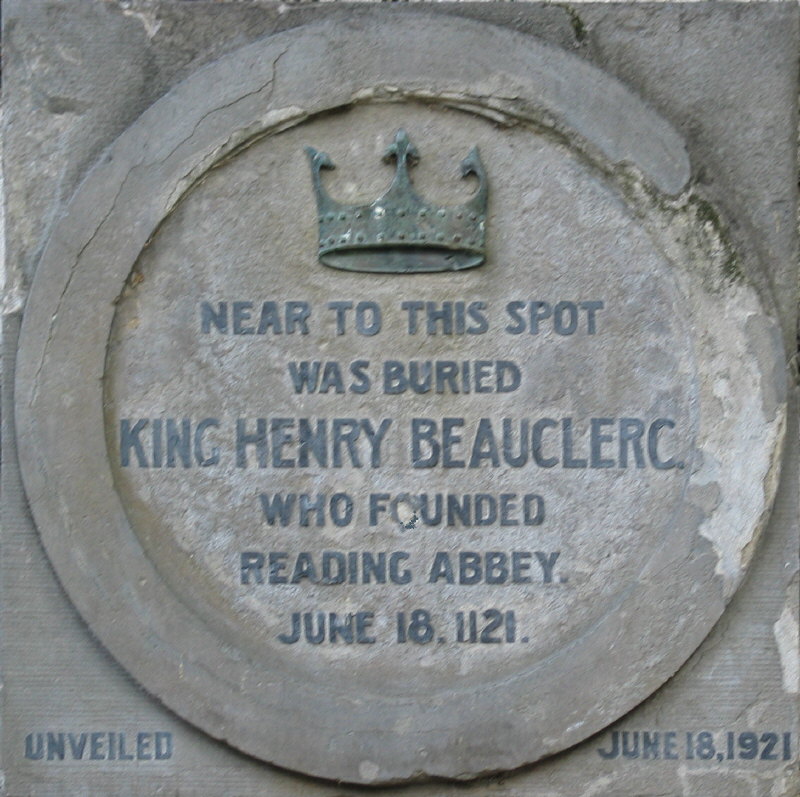 NEAR TO THIS SPOT
WAS BURIED
KING HENRY BEAUCLERC.
WHO FOUNDED
READING ABBEY.
JUNE 18. 1121.
UNVEILED JUNE 18, 1921